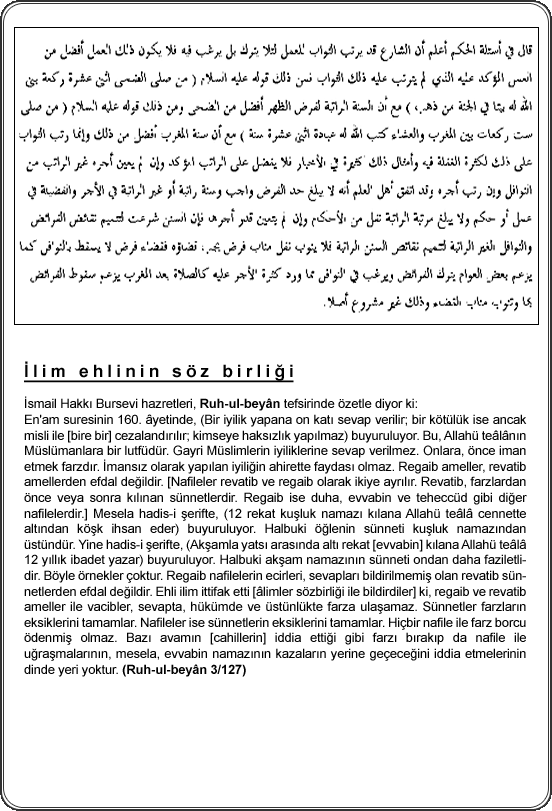 قال في أسئلة الحكم أعلم أن الشارع قد يرتب الثواب للعمل لئلا يترك بل يرغب فيه فلا يكون ذلك العمل أفضل من
العمل المؤكد عليه الذي لم يترتب عليه ذلك الثواب فمن ذلك قوله عليه السلام ( من صلى الضحى اثنتى عشرة ركعة بنى
الله له بيتا في الجنة من ذهب ) مع أن السنة الراتبة لفرض الظهر أفضل من الضحى ومن ذلك قوله عليه السلام ( من صلى
ست ركعات بين المغرب والعشاء كتب الله له عبادة اثنتى عشرة سنة ) مع أن سنة المغرب أفضل من ذلك وإنما رتب الثواب
على ذلك لكثرة الغفلة فيه وأمثال ذلك كثيرة في الأخبار فلا يفضل على الراتب المؤكد وإن لم يعين أجره غير الراتب من
النوافل وإن رتب أجره وقد اتفق أهل العلم أنه لا يبلغ حد الفرض واجب وسنة راتبة أو غير الراتبة في الأجر والفضيلة في
عمل أو حكم ولا يبلغ مرتبة الراتبة نفل من الأحكام وإن لم يتعين قدو أجرها فإن السنن شرعت لتتميم نقائص الفرائض
والنوافل الغير الراتبة لتتميم نقائص السنن الراتبة فلا ينوب نفل مناب فرض يجبر قضاؤه فقضاء فرض لا يسقط بالنوافل كما
يزعم بعض العوام يترك الفرائض ويرغب في النوافل مما ورد كثرة الأجر عليه كالصلاة بعد المغرب يزعم سقوط الفرائض
بها وتنوب مناب القضاء وذلك غير مشروع أصلا.
İlim ehlinin söz birliği
İsmail Hakkı Bursevi hazretleri, Ruh-ul-beyân tefsirinde özetle diyor ki:
En'am suresinin 160. âyetinde, (Bir iyilik yapana on katı sevap verilir; bir kötülük ise ancak
misli ile [bire bir] cezalandırılır; kimseye haksızlık yapılmaz) buyuruluyor. Bu, Allahü teâlânın
Müslümanlara bir lutfüdür. Gayri Müslimlerin iyiliklerine sevap verilmez. Onlara, önce iman
etmek farzdır. İmansız olarak yapılan iyiliğin ahirette faydası olmaz. Regaib ameller, revatib
amellerden efdal değildir. [Nafileler revatib ve regaib olarak ikiye ayrılır. Revatib, farzlardan
önce veya sonra kılınan sünnetlerdir. Regaib ise duha, evvabin ve teheccüd gibi diğer
nafilelerdir.] Mesela hadis-i şerifte, (12 rekat kuşluk namazı kılana Allahü teâlâ cennette
altından köşk ihsan eder) buyuruluyor. Halbuki öğlenin sünneti kuşluk namazından
üstündür. Yine hadis-i şerifte, (Akşamla yatsı arasında altı rekat [evvabin] kılana Allahü teâlâ
12 yıllık ibadet yazar) buyuruluyor. Halbuki akşam namazının sünneti ondan daha faziletli-
dir. Böyle örnekler çoktur. Regaib nafilelerin ecirleri, sevapları bildirilmemiş olan revatib sün-
netlerden efdal değildir. Ehli ilim ittifak etti [âlimler sözbirliği ile bildirdiler] ki, regaib ve revatib
ameller ile vacibler, sevapta, hükümde ve üstünlükte farza ulaşamaz. Sünnetler farzların
eksiklerini tamamlar. Nafileler ise sünnetlerin eksiklerini tamamlar. Hiçbir nafile ile farz borcu
ödenmiş olmaz. Bazı avamın [cahillerin] iddia ettiği gibi farzı bırakıp da nafile ile
uğraşmalarının, mesela, evvabin namazının kazaların yerine geçeceğini iddia etmelerinin
dinde yeri yoktur. (Ruh-ul-beyân 3/127)